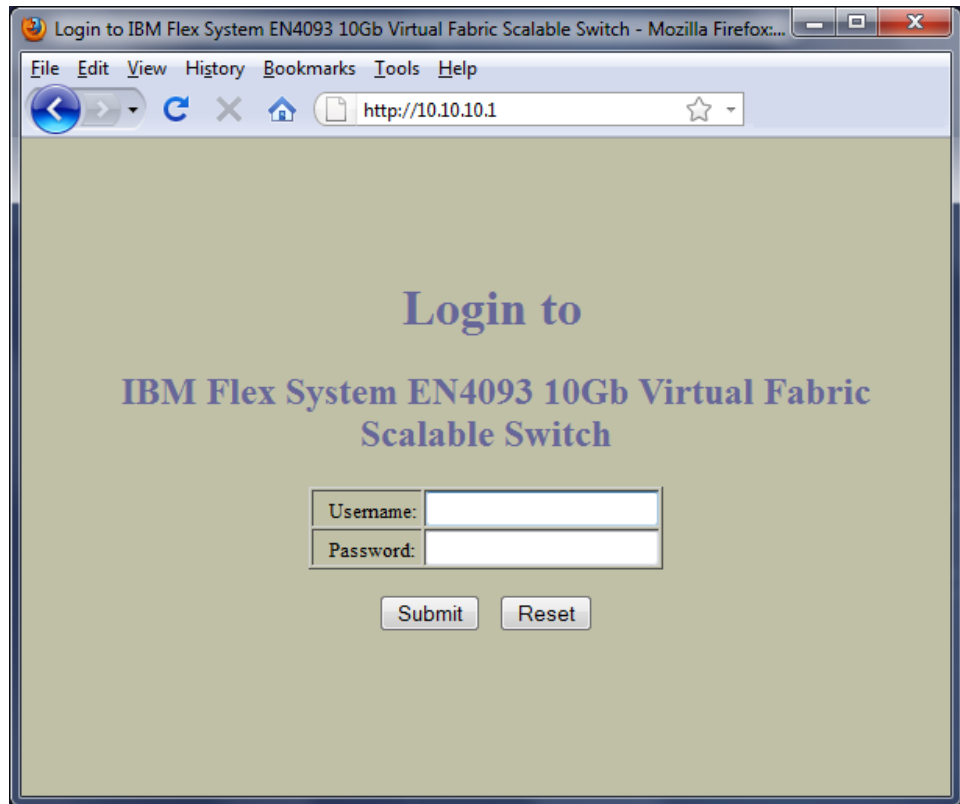 Login to IBM Flex System EN4093 10Gb Virtual Fabric Scalable Switch - Mozilla Firefox:...
File Edit View History Bookmarks Tools Help
http://10.10.10.1
Login to
IBM Flex System EN4093 10Gb Virtual Fabric
Scalable Switch
Username:
Password:
Submit Reset